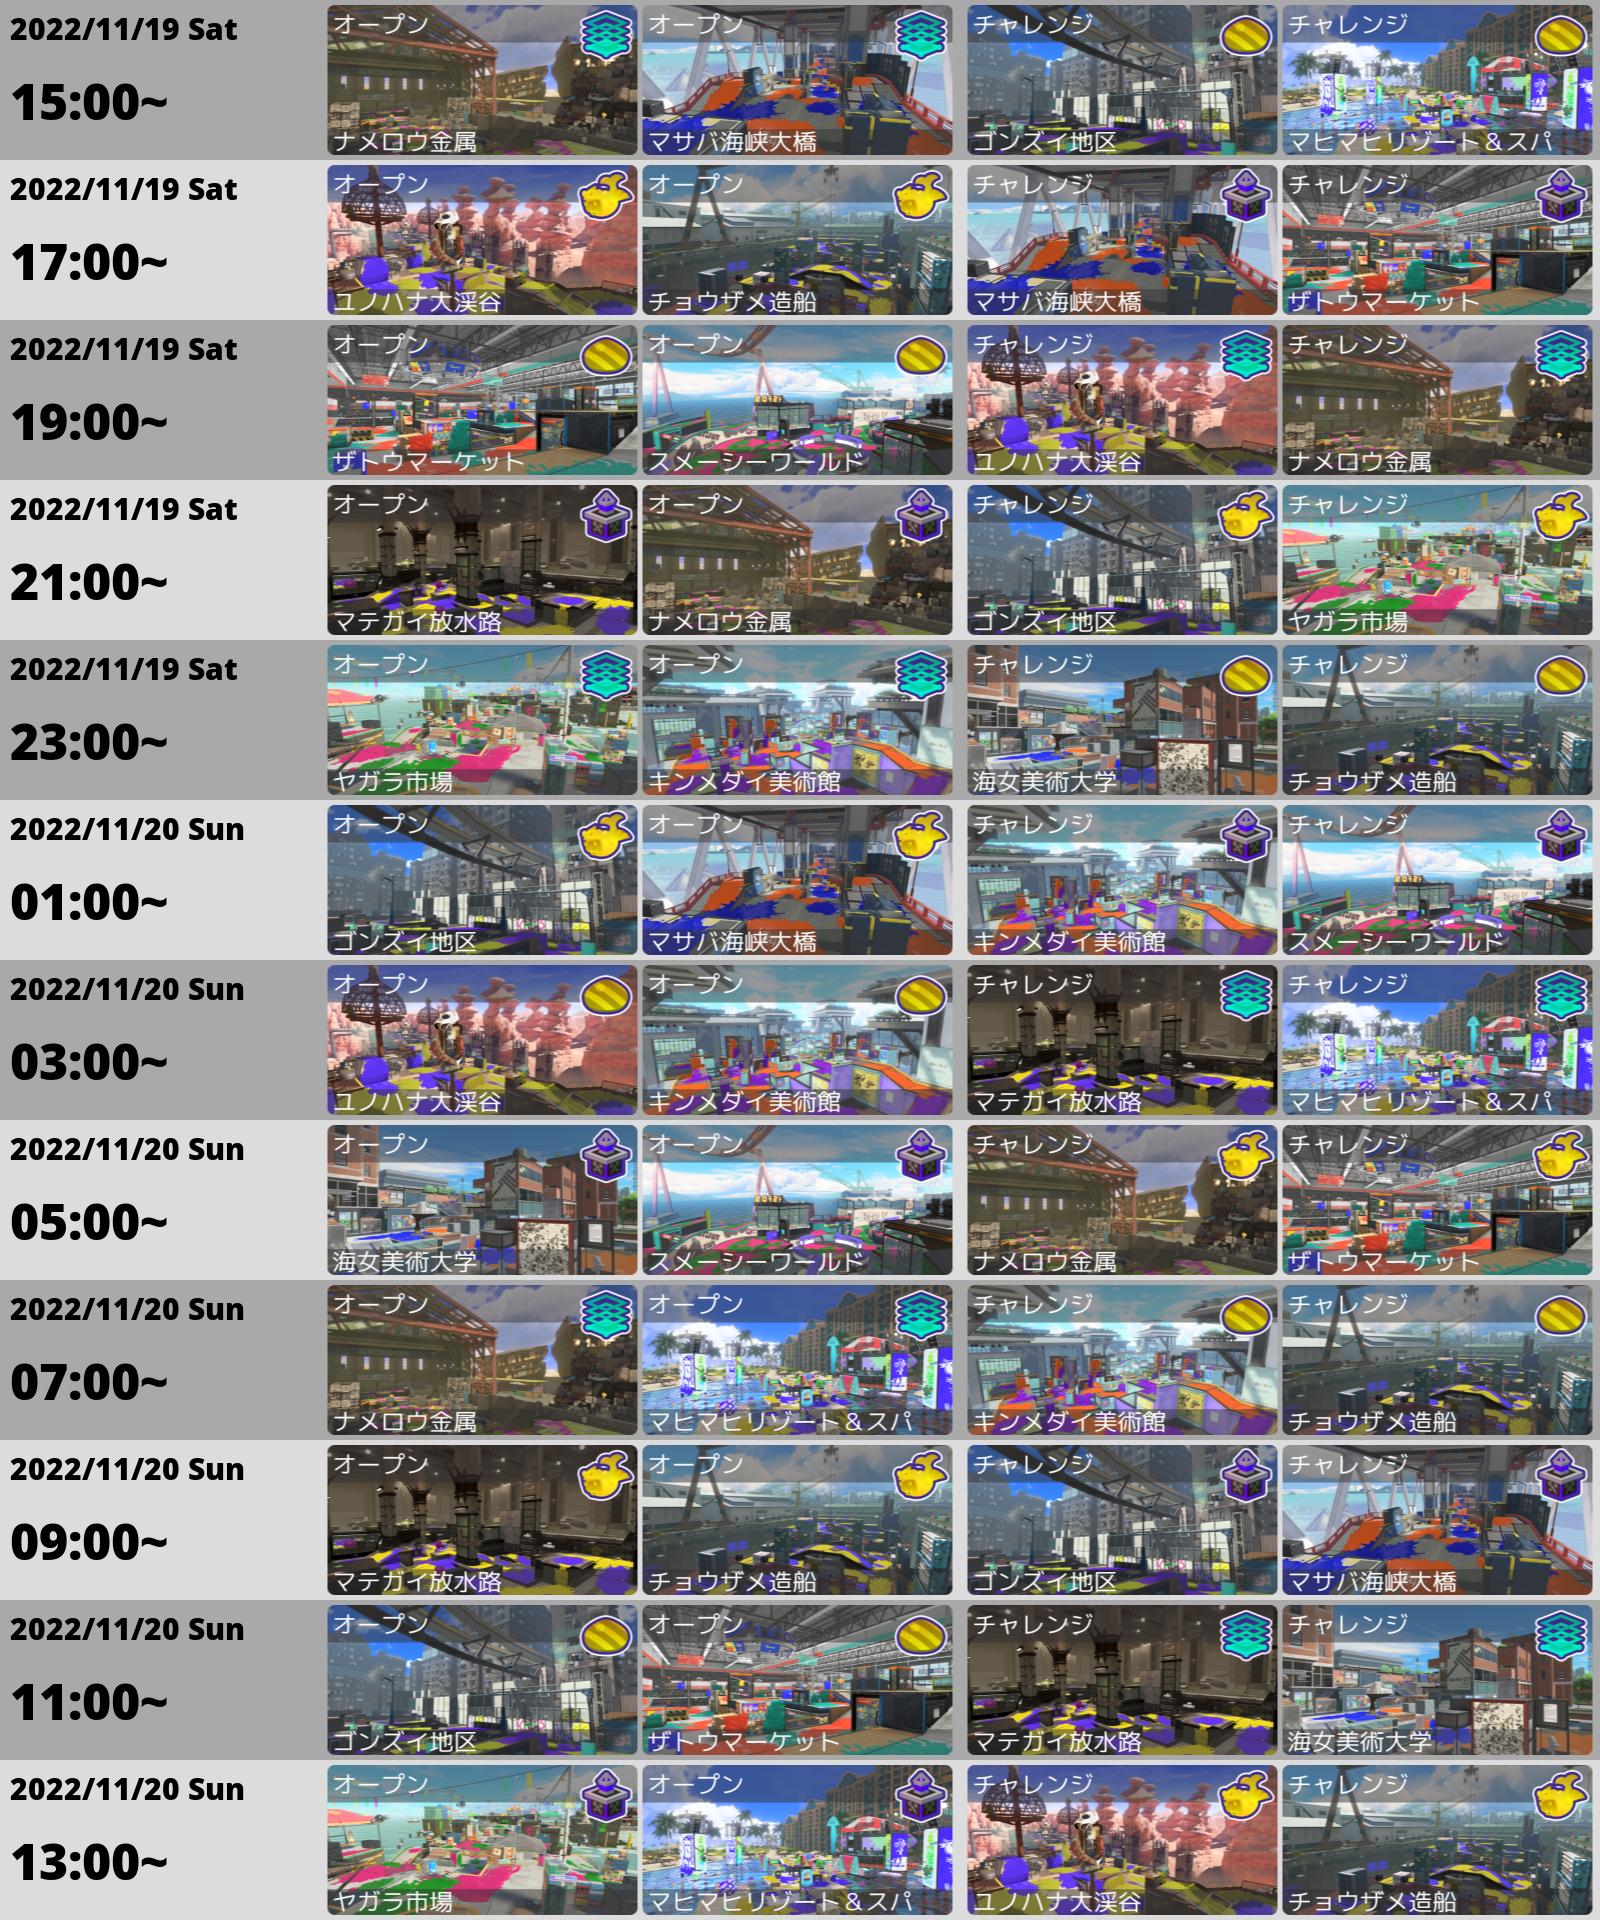 2022/11/19 Sat
15:00~
オープン
ナメロウ金属
オープン
マサバ海峡大橋
チャレンジ
ゴンズイ地区
チャレンジ
マヒマヒリゾート＆スパ
2022/11/19 Sat
17:00~
オープン
ユノハナ大渓谷
オープン
チョウザメ造船
チャレンジ
マサバ海峡大橋
チャレンジ
ザトウマーケット
2022/11/19 Sat
19:00~
オープン
ザトウマーケット
オープン
スメーシーワールド
チャレンジ
ユノハナ大渓谷
チャレンジ
ナメロウ金属
2022/11/19 Sat
21:00~
オープン
マテガイ放水路
オープン
ナメロウ金属
チャレンジ
ゴンズイ地区
チャレンジ
ヤガラ市場
2022/11/19 Sat
23:00~
オープン
ヤガラ市場
オープン
キンメダイ美術館
チャレンジ
海女美術大学
チャレンジ
チョウザメ造船
2022/11/20 Sun
01:00~
オープン
ゴンズイ地区
オープン
マサバ海峡大橋
チャレンジ
キンメダイ美術館
チャレンジ
スメーシーワールド
2022/11/20 Sun
03:00~
オープン
ユノハナ大渓谷
オープン
キンメダイ美術館
チャレンジ
マテガイ放水路
チャレンジ
マヒマヒリゾート＆スパ
2022/11/20 Sun
05:00~
オープン
海女美術大学
オープン
スメーシーワールド
チャレンジ
ナメロウ金属
チャレンジ
ザトウマーケット
2022/11/20 Sun
07:00~
オープン
ナメロウ金属
オープン
マヒマヒリゾート＆スパ
チャレンジ
キンメダイ美術館
チャレンジ
チョウザメ造船
2022/11/20 Sun
09:00~
オープン
マテガイ放水路
オープン
チョウザメ造船
チャレンジ
ゴンズイ地区
チャレンジ
マサバ海峡大橋
2022/11/20 Sun
11:00~
オープン
ゴンズイ地区
オープン
ザトウマーケット
チャレンジ
マテガイ放水路
チャレンジ
海女美術大学
2022/11/20 Sun
13:00~
オープン
ヤガラ市場
オープン
マヒマヒリゾート＆スパ
チャレンジ
ユノハナ大渓谷
チャレンジ
チョウザメ造船